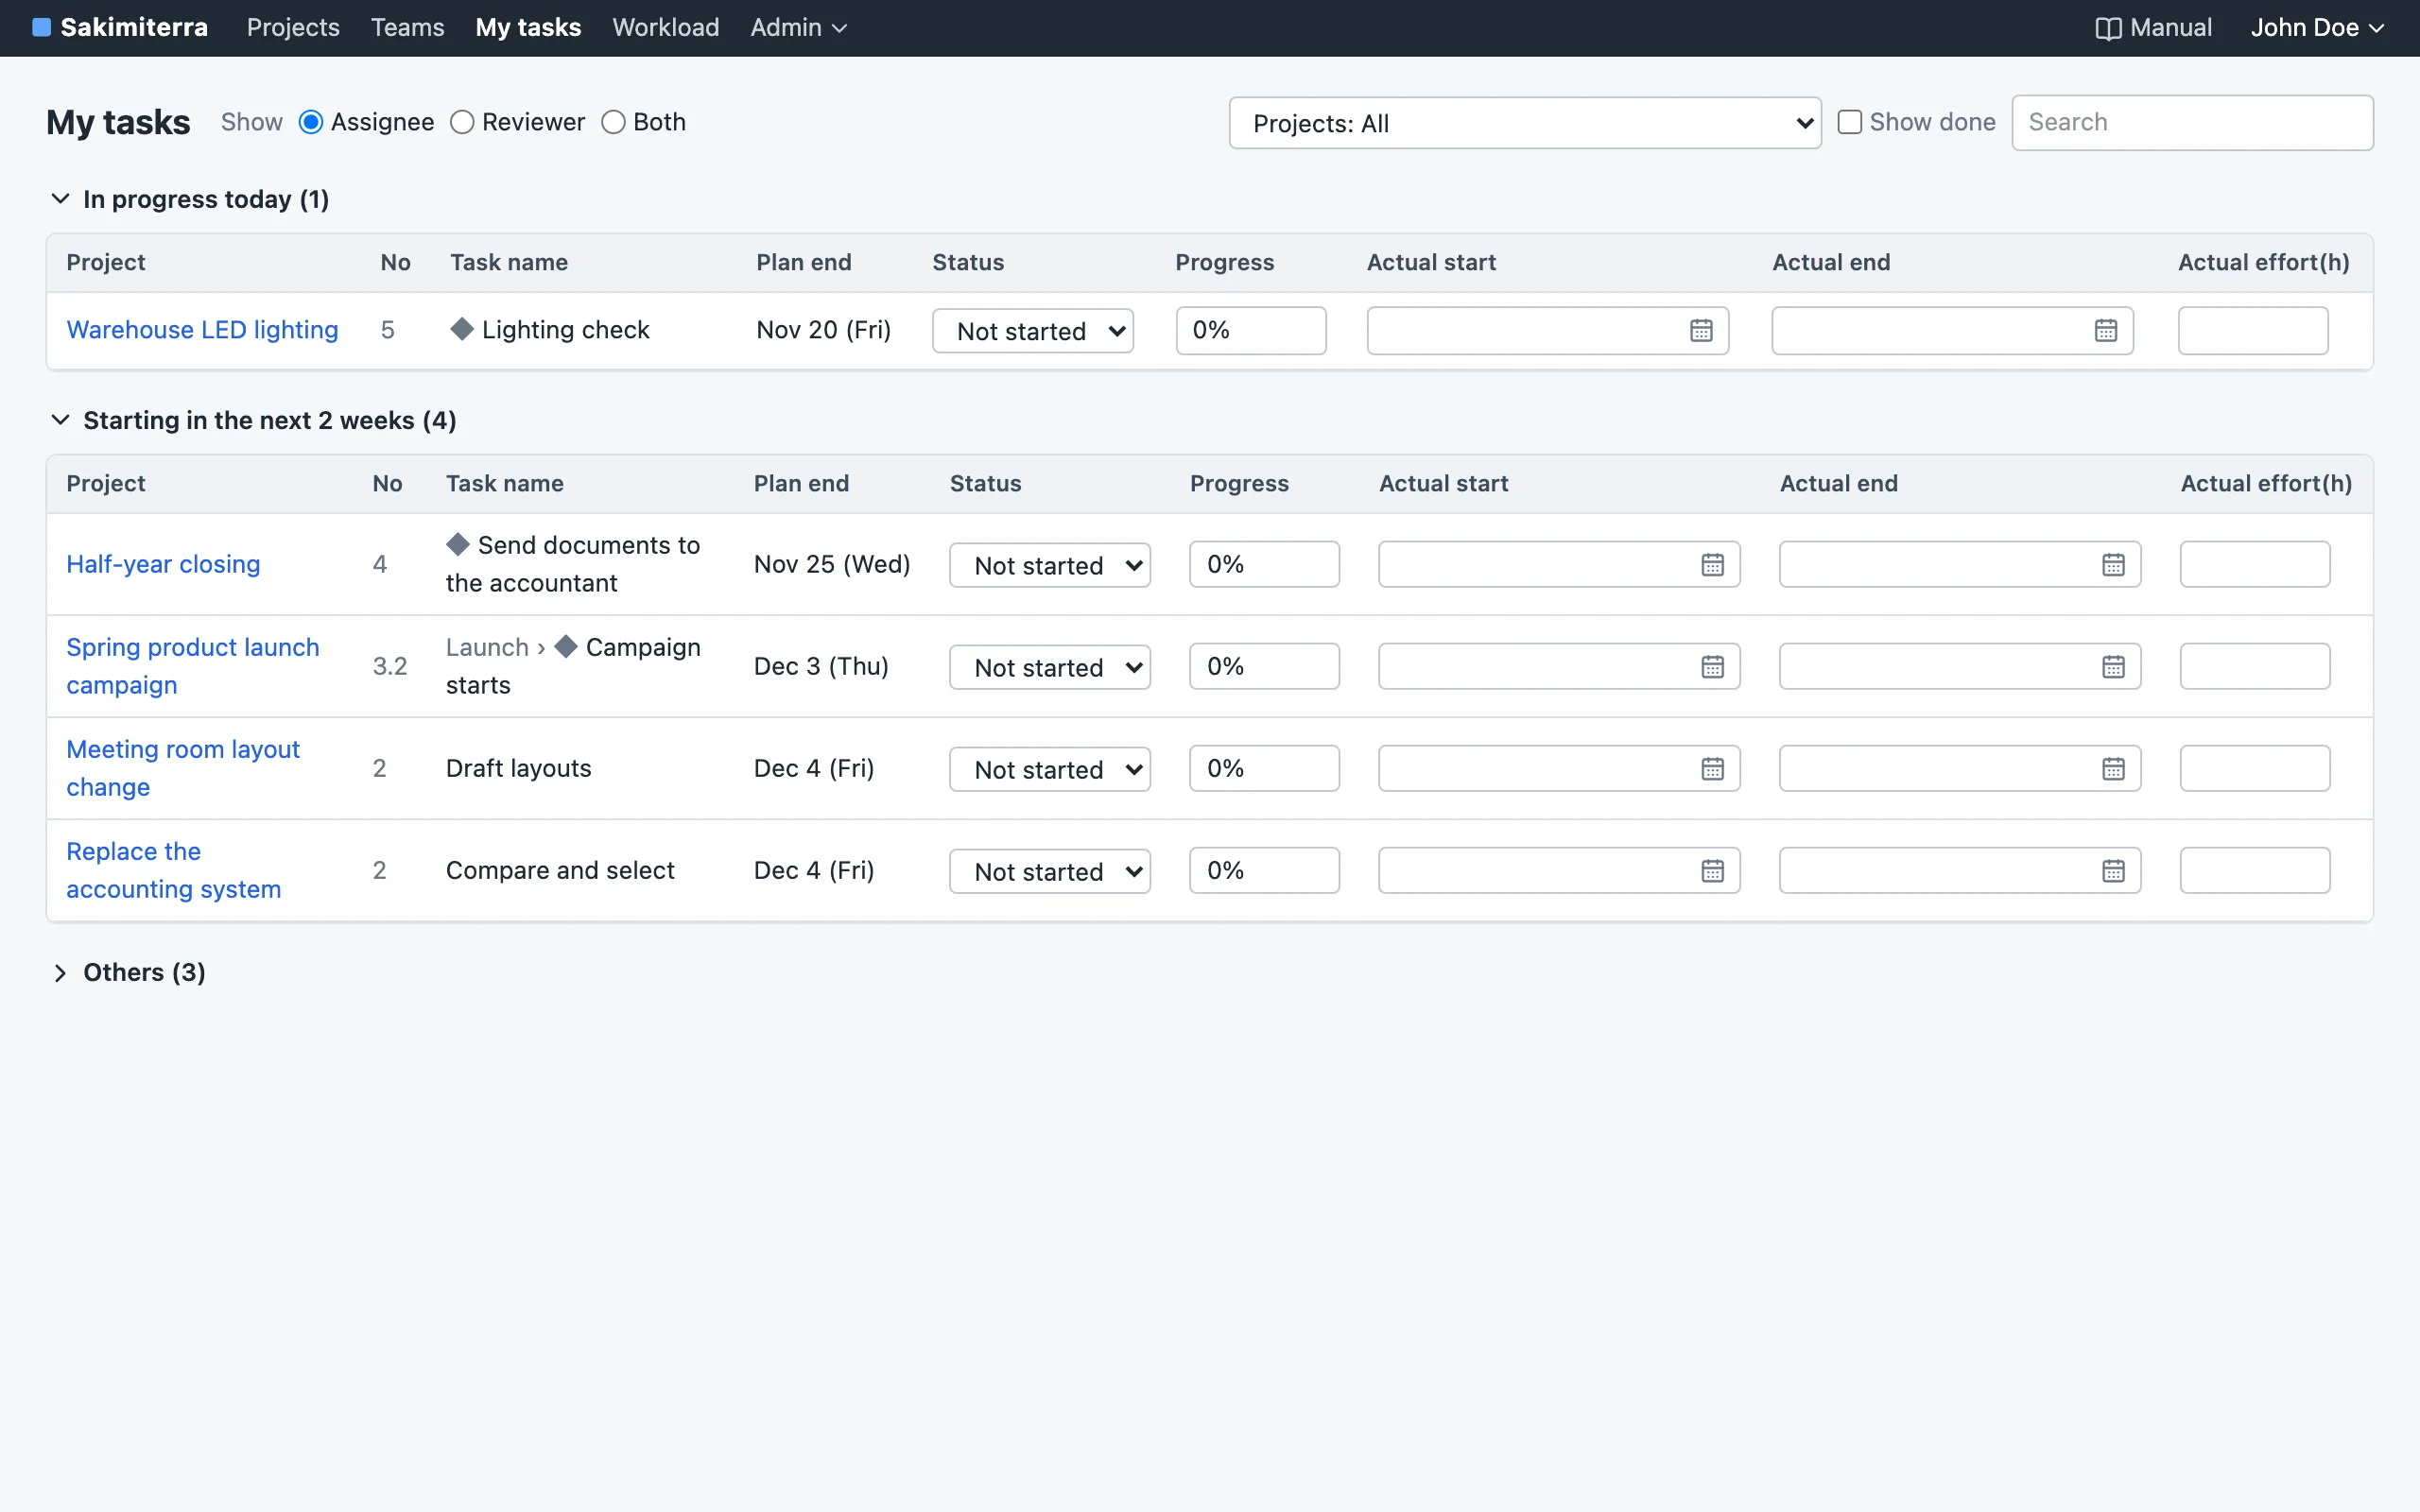 Sakimiterra Projects Teams My tasks Workload Admin Manual John Doe
My tasks Show Assignee Reviewer Both Projects: All Show done Search
In progress today (1)
Project No Task name Plan end Status Progress Actual start Actual end Actual effort(h)
Warehouse LED lighting 5 Lighting check Nov 20 (Fri) Not started 0%
Starting in the next 2 weeks (4)
Project No Task name Plan end Status Progress Actual start Actual end Actual effort(h)
Half-year closing 4 Send documents to
the accountant Nov 25 (Wed) Not started 0%
Spring product launch
campaign 3.2 Launch › Campaign
starts Dec 3 (Thu) Not started 0%
Meeting room layout
change 2 Draft layouts Dec 4 (Fri) Not started 0%
Replace the
accounting system 2 Compare and select Dec 4 (Fri) Not started 0%
Others (3)